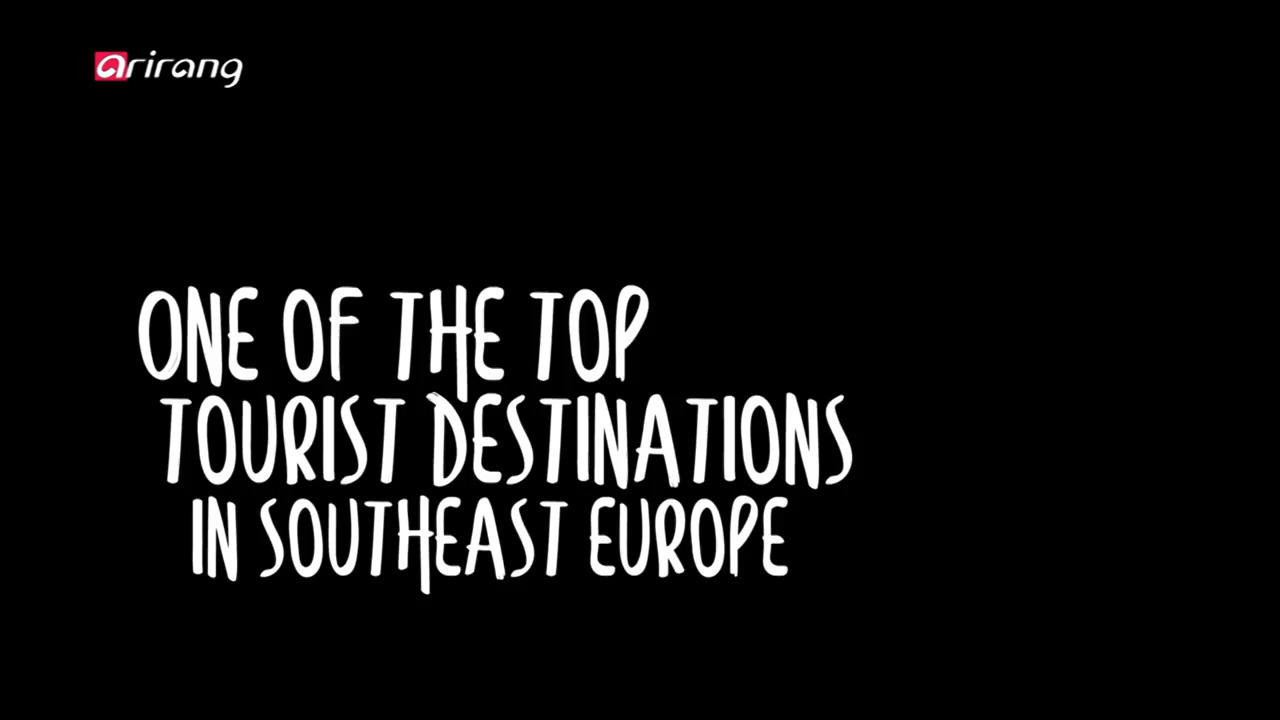 arirang
ONE OF THE TOP
TOURIST DESTINATIONS
IN SOUTHEAST EUROPE